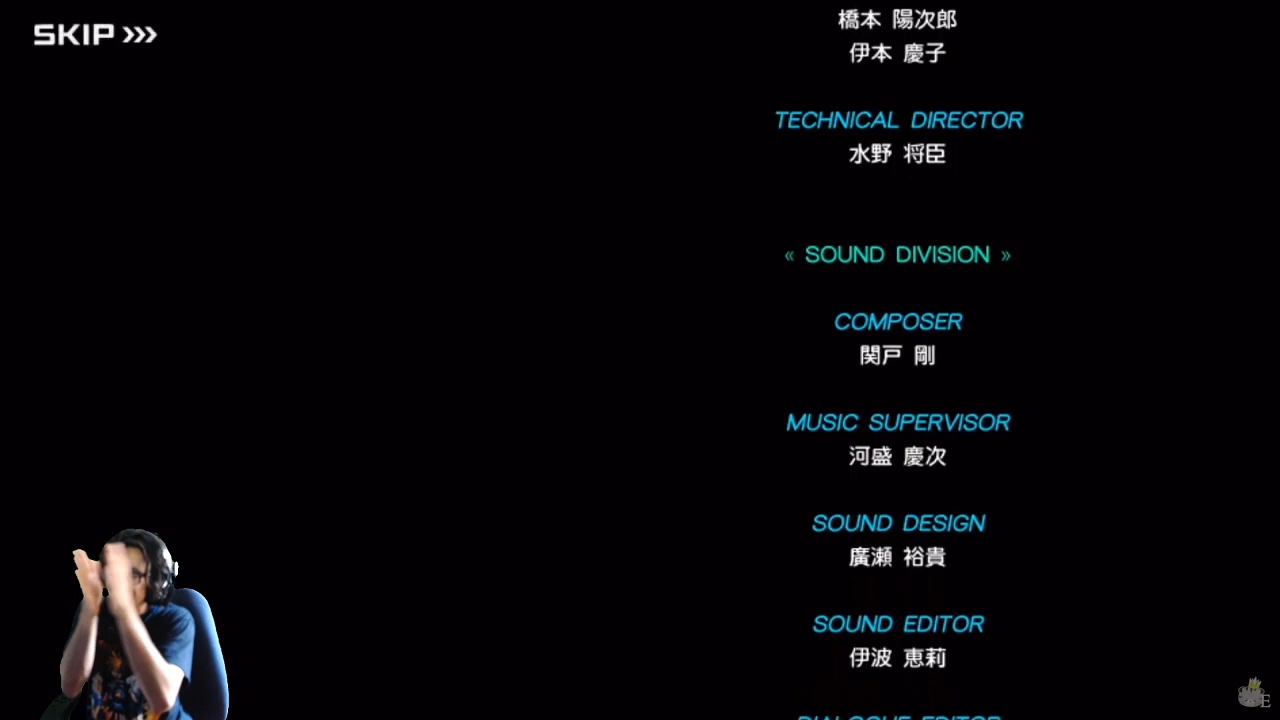 SKIP »»
橋本 陽次郎
伊本 慶子
TECHNICAL DIRECTOR
水野 将臣
« SOUND DIVISION »
COMPOSER
関戸 剛
MUSIC SUPERVISOR
河盛 慶次
SOUND DESIGN
廣瀬 裕貴
SOUND EDITOR
伊波 恵莉
DIALOGUE EDITOR
E